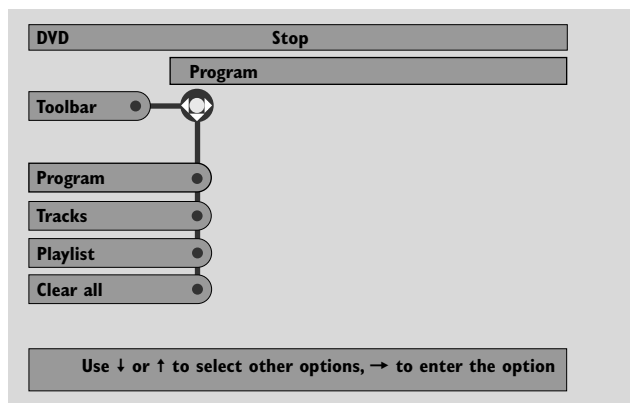 DVD Stop
Program
Toolbar
Program
Tracks
Playlist
Clear all
Use ↓ or ↑ to select other options, → to enter the option